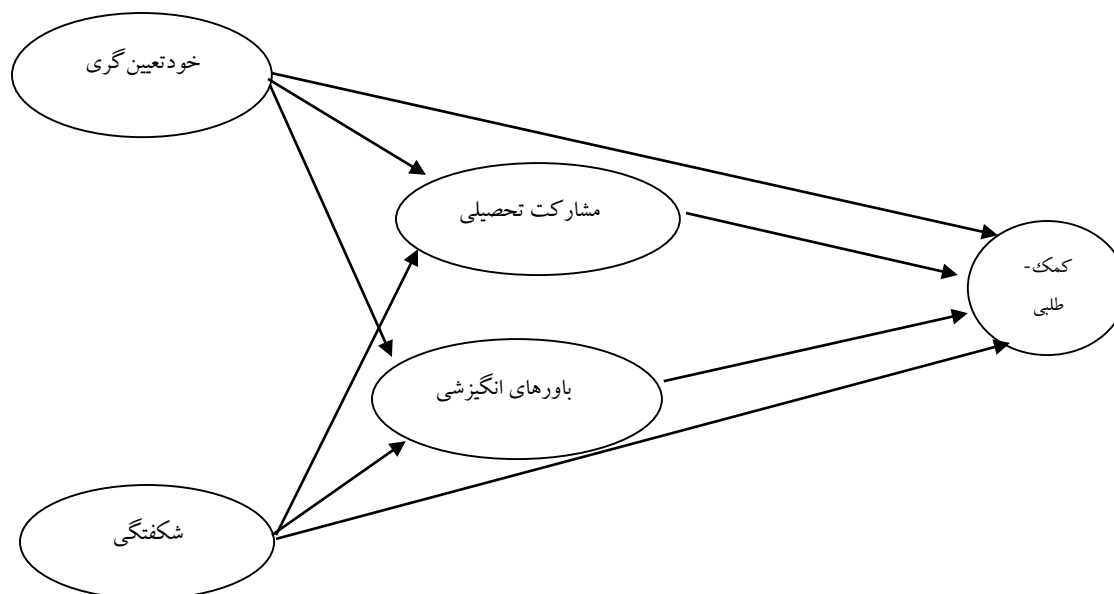 خودتعیین‌گری
مشارکت تحصیلی
کمک-
طلبی
باورهای انگیزشی
شکفتگی